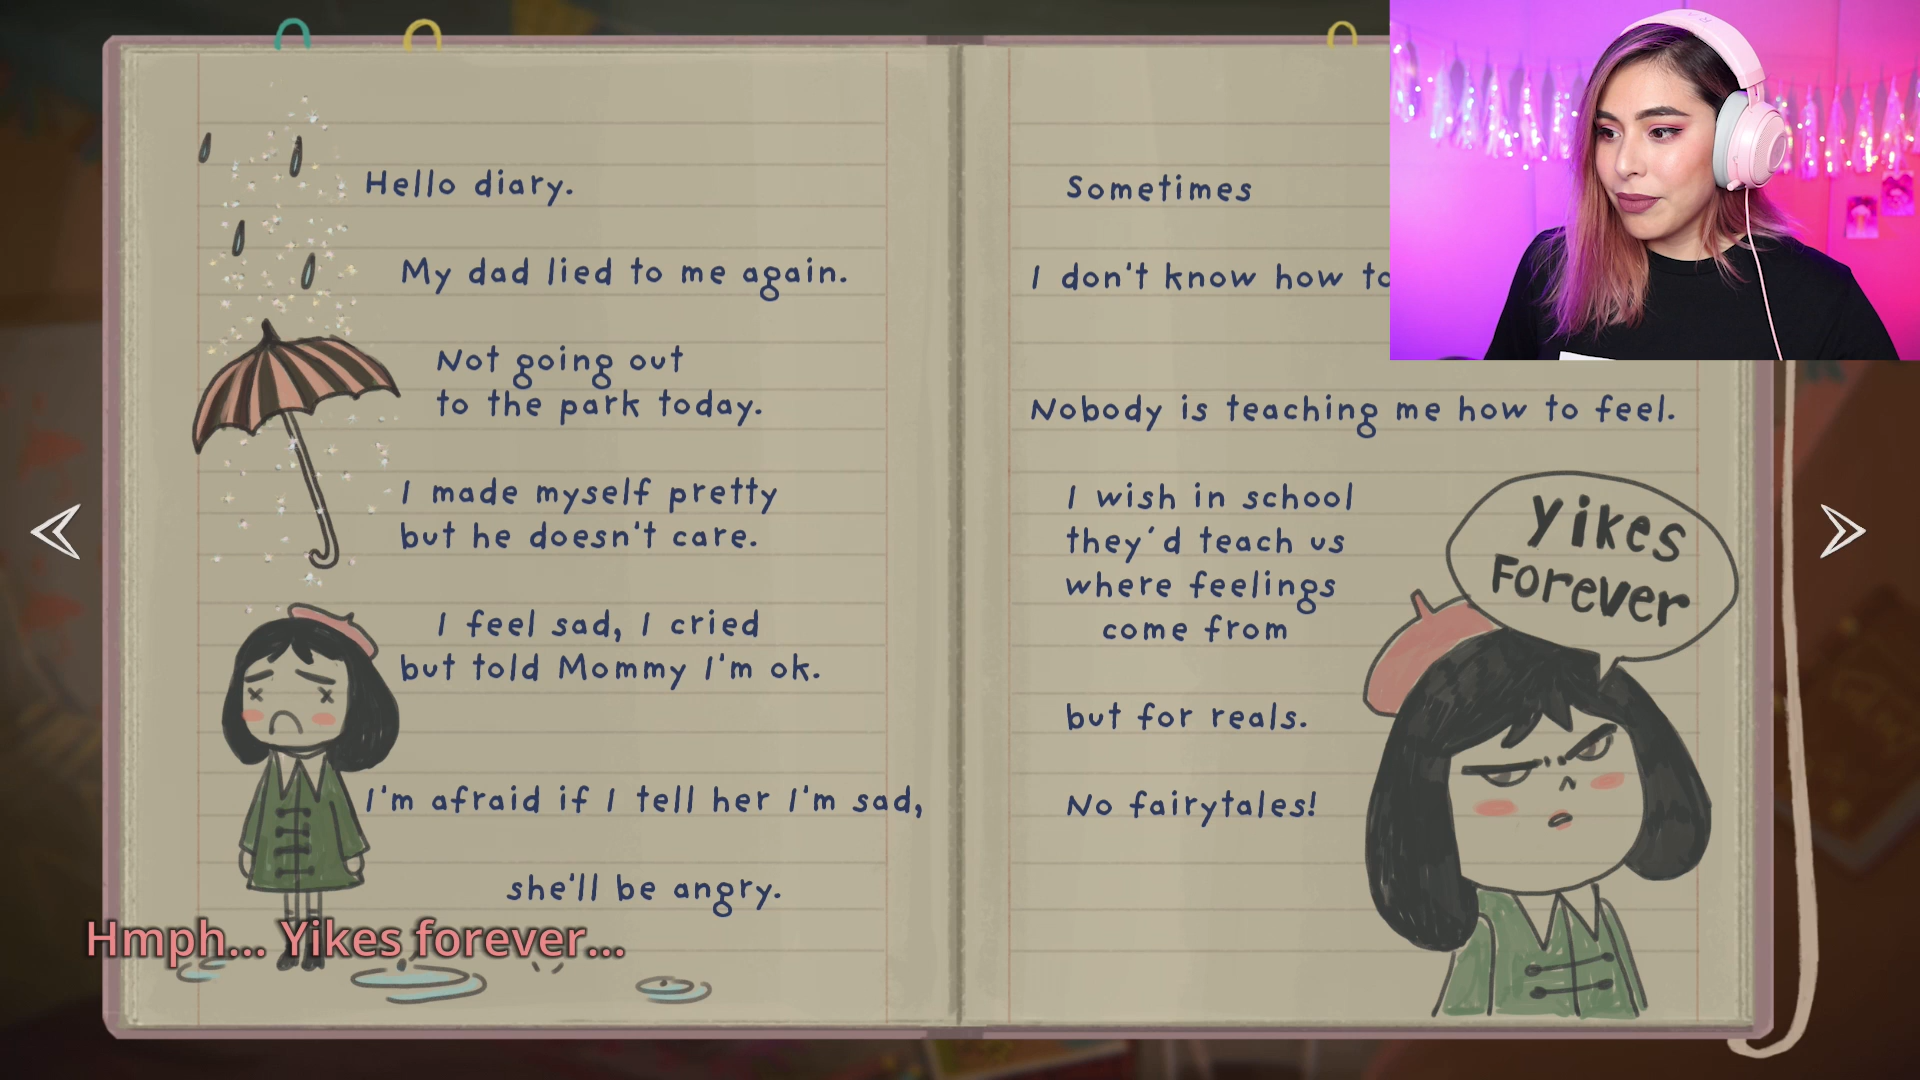 Hello diary.
My dad lied to me again.
Not going out
to the park today.
I made myself pretty
but he doesn't care.
I feel sad, I cried
but told Mommy I'm ok.
I'm afraid if I tell her I'm sad,
she'll be angry.
Hmph... Yikes forever...
Sometimes
I don't know how to
Nobody is teaching me how to feel.
I wish in school
they'd teach us
where feelings
come from
but for reals.
No fairytales!
Yikes
Forever